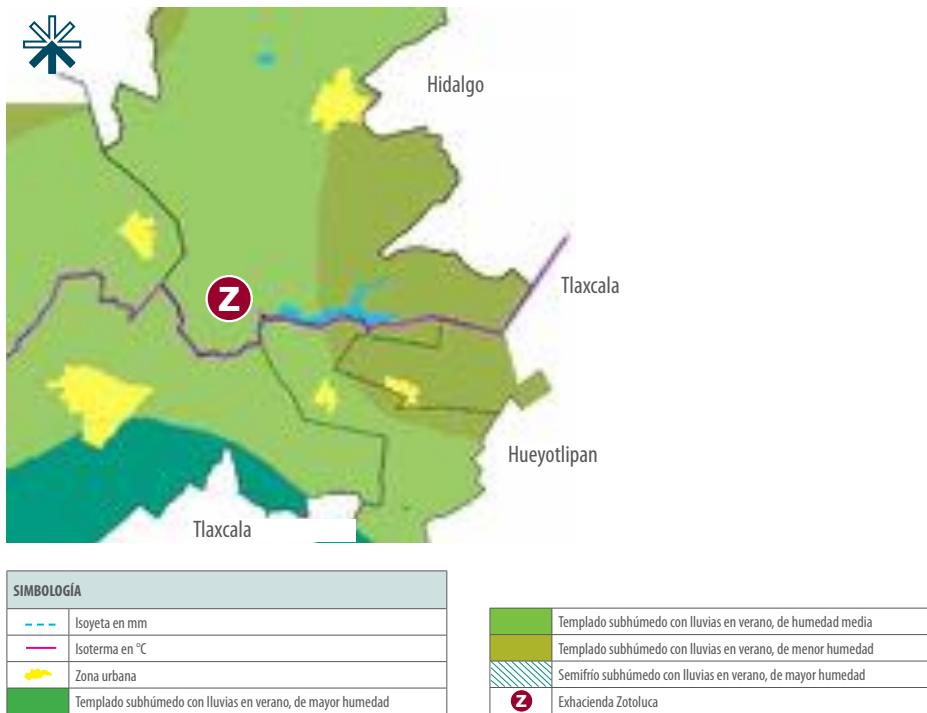 Hidalgo
Z
Tlaxcala
Hueyotlipan
Tlaxcala
SIMBOLOGÍA
Isoyeta en mm
Isoterma en °C
Zona urbana
Templado subhúmedo con lluvias en verano, de mayor humedad
Templado subhúmedo con lluvias en verano, de humedad media
Templado subhúmedo con lluvias en verano, de menor humedad
Semifrío subhúmedo con lluvias en verano, de mayor humedad
Z Exhacienda Zotoluca